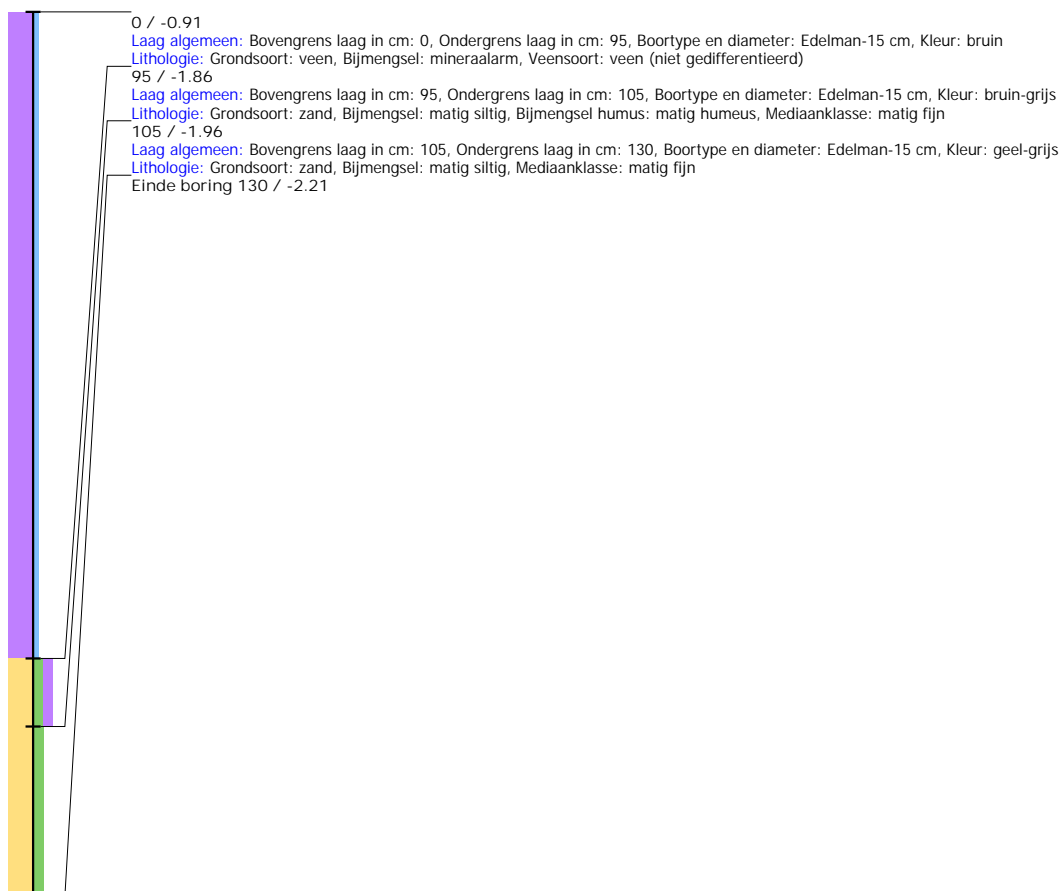 0 / -0.91
Laag algemeen: Bovengrens laag in cm: 0, Ondergrens laag in cm: 95, Boortype en diameter: Edelman-15 cm, Kleur: bruin
Lithologie: Grondsoort: veen, Bijmengsel: mineraalarm, Veensoort: veen (niet gedifferentieerd)
95 / -1.86
Laag algemeen: Bovengrens laag in cm: 95, Ondergrens laag in cm: 105, Boortype en diameter: Edelman-15 cm, Kleur: bruin-grijs
Lithologie: Grondsoort: zand, Bijmengsel: matig siltig, Bijmengsel humus: matig humeus, Mediaanklasse: matig fijn
105 / -1.96
Laag algemeen: Bovengrens laag in cm: 105, Ondergrens laag in cm: 130, Boortype en diameter: Edelman-15 cm, Kleur: geel-grijs
Lithologie: Grondsoort: zand, Bijmengsel: matig siltig, Mediaanklasse: matig fijn
Einde boring 130 / -2.21